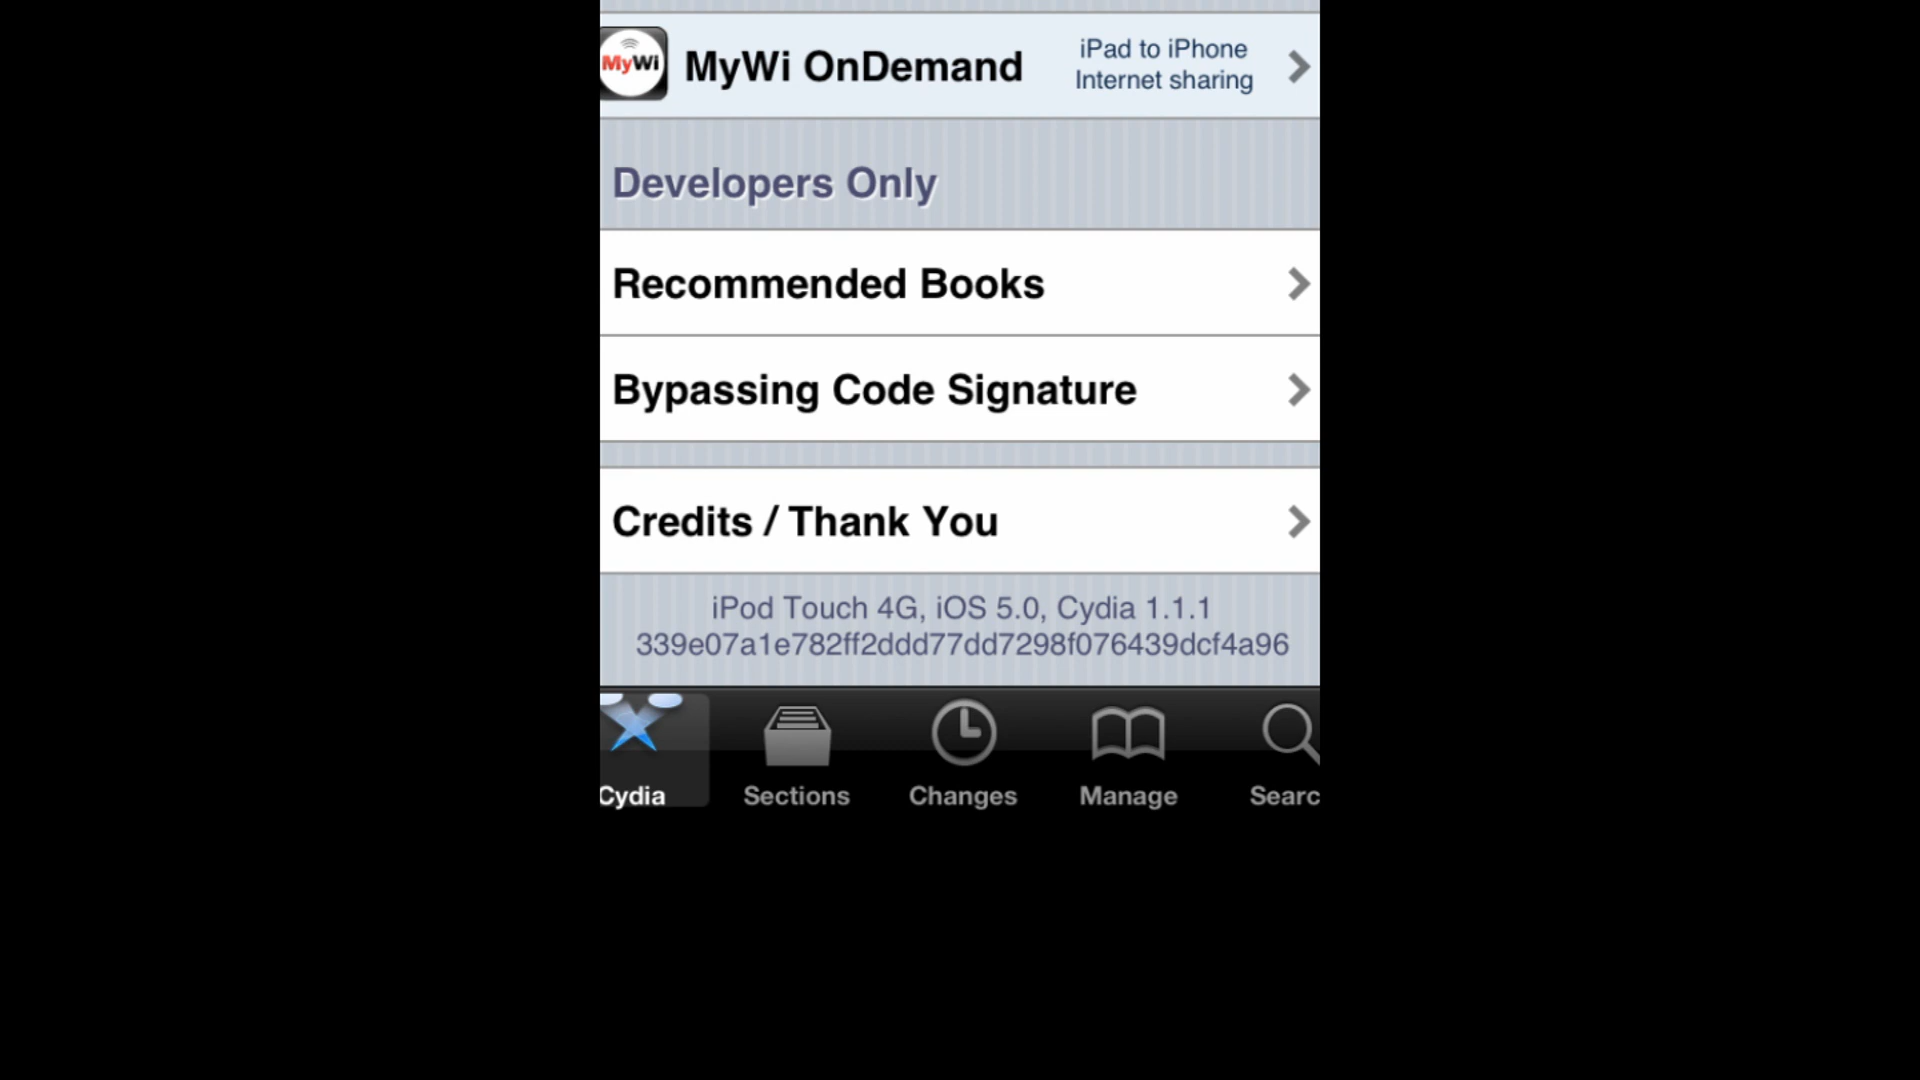 MyWi
MyWi OnDemand
iPad to iPhone
Internet sharing
Developers Only
Recommended Books
Bypassing Code Signature
Credits / Thank You
iPod Touch 4G, iOS 5.0, Cydia 1.1.1
339e07a1e782ff2ddd77dd7298f076439dcf4a96
Cydia Sections Changes Manage Searc